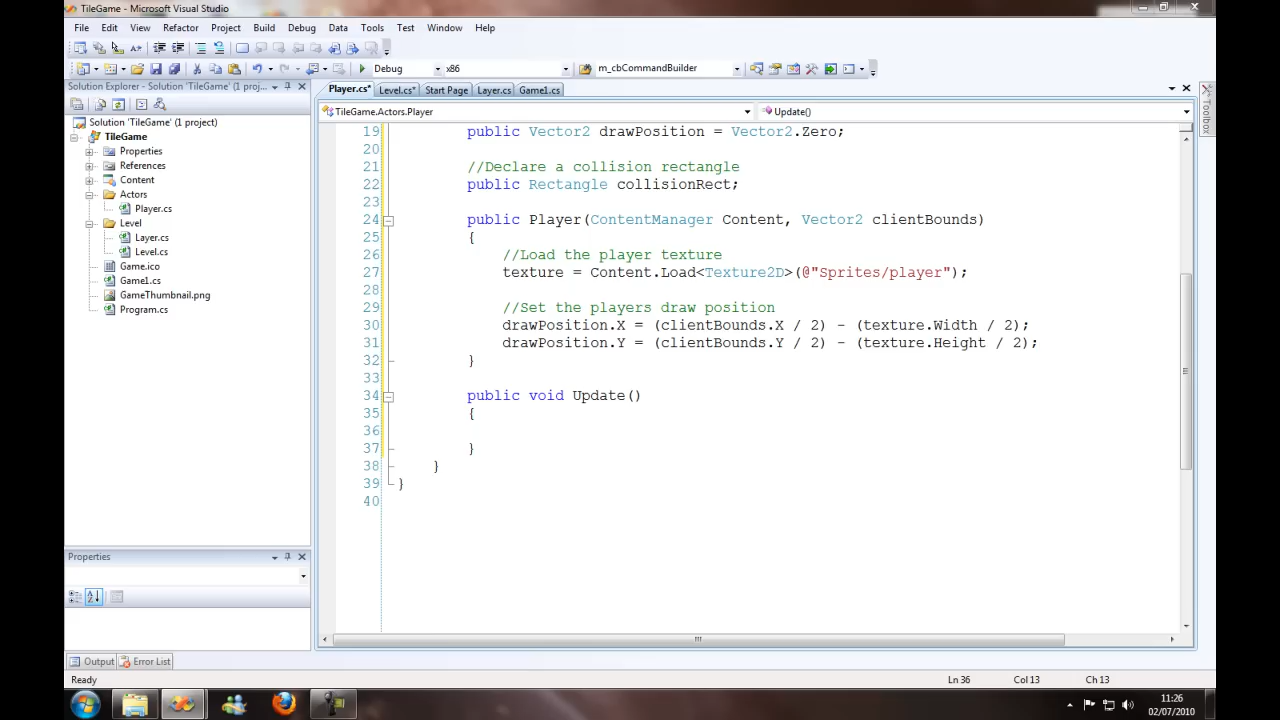 TileGame - Microsoft Visual Studio
File Edit View Refactor Project Build Debug Data Tools Test Window Help
Debug x86 m_cbCommandBuilder
Solution Explorer - Solution 'TileGame' (1 proj...
Player.cs* Level.cs* Start Page Layer.cs Game1.cs
Toolbox
TileGame.Actors.Player Update()
Solution 'TileGame' (1 project)
TileGame
Properties
References
Content
Actors
Player.cs
Level
Layer.cs
Level.cs
Game.ico
Game1.cs
GameThumbnail.png
Program.cs
19 public Vector2 drawPosition = Vector2.Zero;
20
21 //Declare a collision rectangle
22 public Rectangle collisionRect;
23
24 public Player(ContentManager Content, Vector2 clientBounds)
25 {
26 //Load the player texture
27 texture = Content.Load<Texture2D>(@"Sprites/player");
28
29 //Set the players draw position
30 drawPosition.X = (clientBounds.X / 2) - (texture.Width / 2);
31 drawPosition.Y = (clientBounds.Y / 2) - (texture.Height / 2);
32 }
33
34 public void Update()
35 {
36
37 }
38 }
39 }
40
Properties
Output Error List
Ready Ln 36 Col 13 Ch 13
11:26
02/07/2010